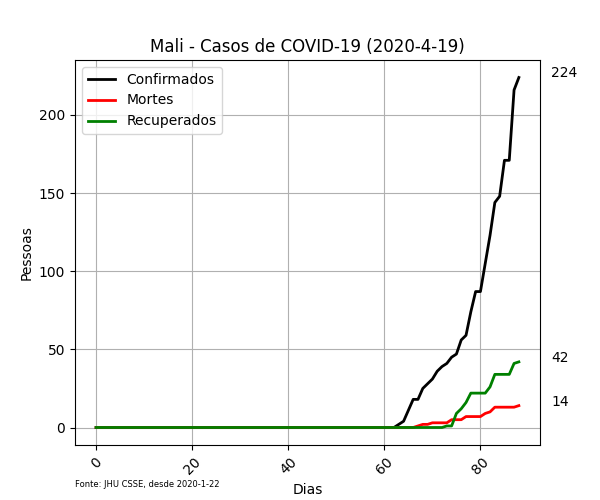 Mali - Casos de COVID-19 (2020-4-19)
Confirmados
Mortes
Recuperados
224
42
14
200
150
100
50
0
Pessoas
0 20 40 60 80
Dias
Fonte: JHU CSSE, desde 2020-1-22